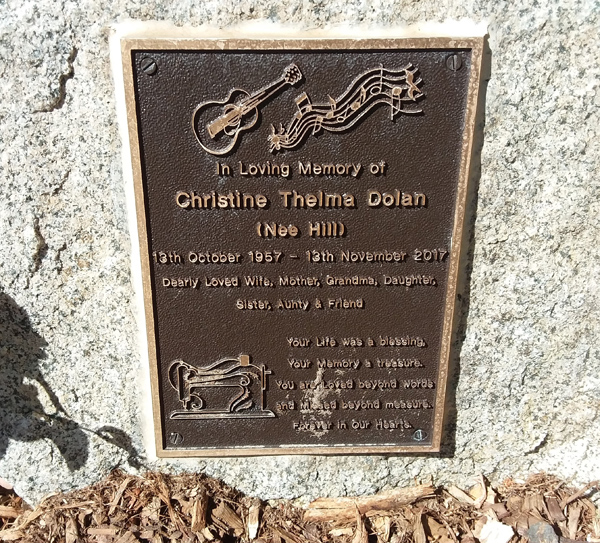 In Loving Memory of
Christine Thelma Dolan
(Nee Hill)
13th October 1957 - 13th November 2017
Dearly Loved Wife, Mother, Grandma, Daughter,
Sister, Aunty & Friend
Your Life was a blessing,
Your Memory a treasure.
You are Loved beyond words
and Missed beyond measure.
Forever in Our Hearts.